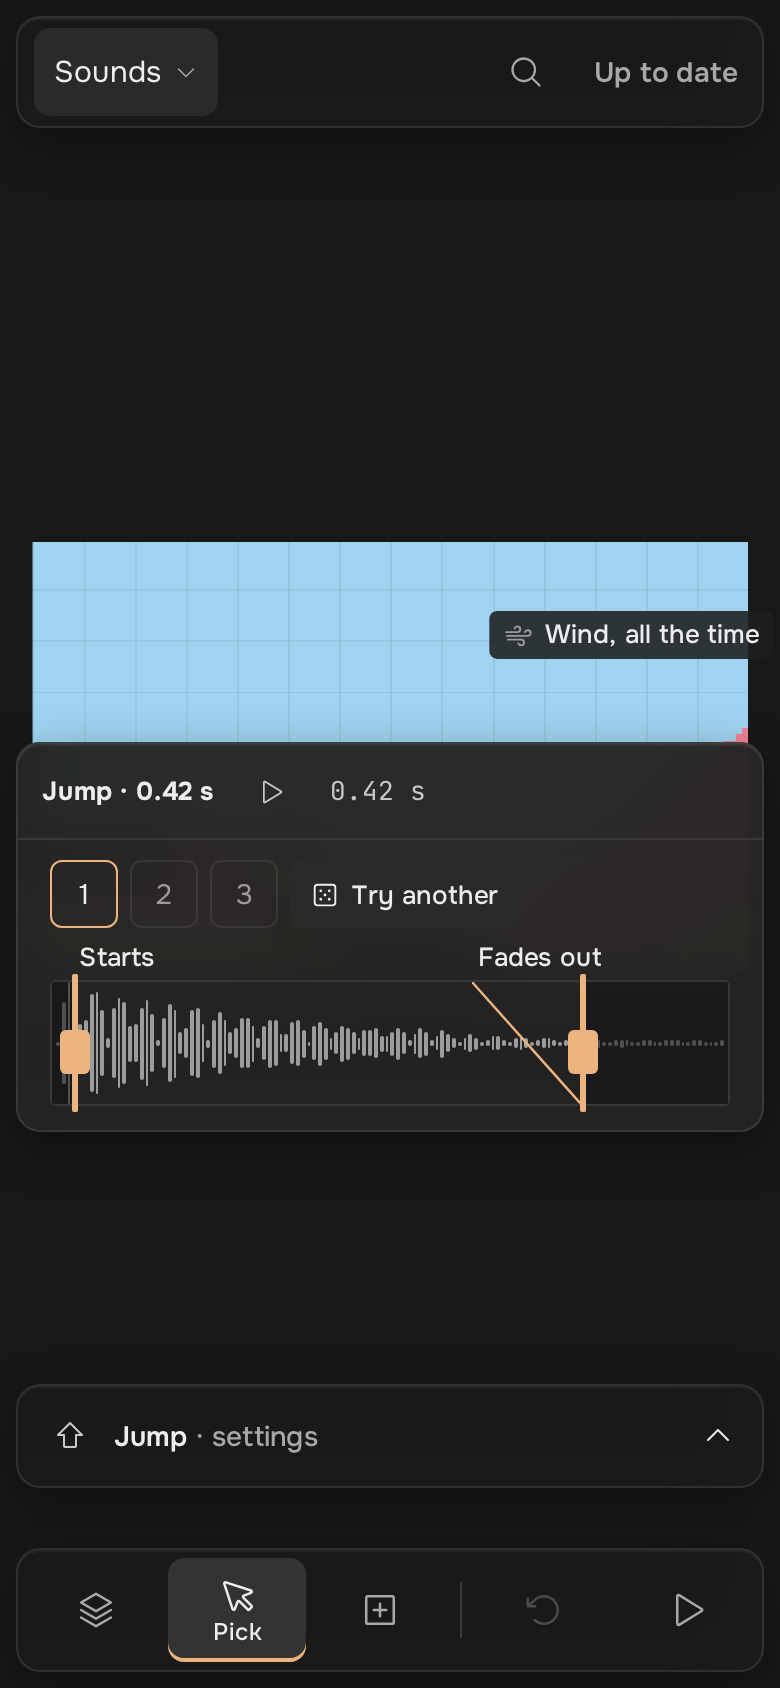 Sounds
Up to date
Wind, all the time
Jump · 0.42 s
0.42 s
1
2
3
Try another
Starts
Fades out
Jump · settings
Pick